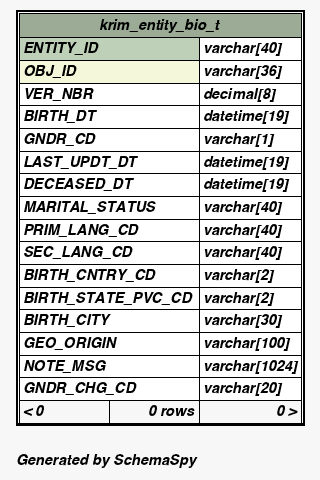 krim_entity_bio_t
ENTITY_ID varchar[40]
OBJ_ID varchar[36]
VER_NBR decimal[8]
BIRTH_DT datetime[19]
GNDR_CD varchar[1]
LAST_UPDT_DT datetime[19]
DECEASED_DT datetime[19]
MARITAL_STATUS varchar[40]
PRIM_LANG_CD varchar[40]
SEC_LANG_CD varchar[40]
BIRTH_CNTRY_CD varchar[2]
BIRTH_STATE_PVC_CD varchar[2]
BIRTH_CITY varchar[30]
GEO_ORIGIN varchar[100]
NOTE_MSG varchar[1024]
GNDR_CHG_CD varchar[20]
< 0 0 rows 0 >
Generated by SchemaSpy